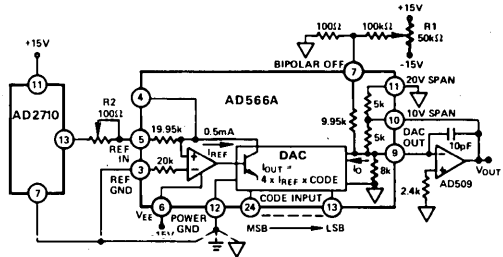 +15V
100Ω
100kΩ
R1
50kΩ
-15V
+15V
BIPOLAR OFF
7
11
20V SPAN
11
4
AD566A
5k
10
10V SPAN
AD2710
R2
100Ω
9.95k
5k
DAC
OUT
10pF
13
5
19.95k
0.5mA
9
REF
IN
IREF
DAC
IOUT =
4 x IREF x CODE
IO
8k
VOUT
3
20k
REF
GND
AD509
2.4k
7
6
12
CODE INPUT
24
13
VEE
POWER
GND
-15V
MSB
LSB